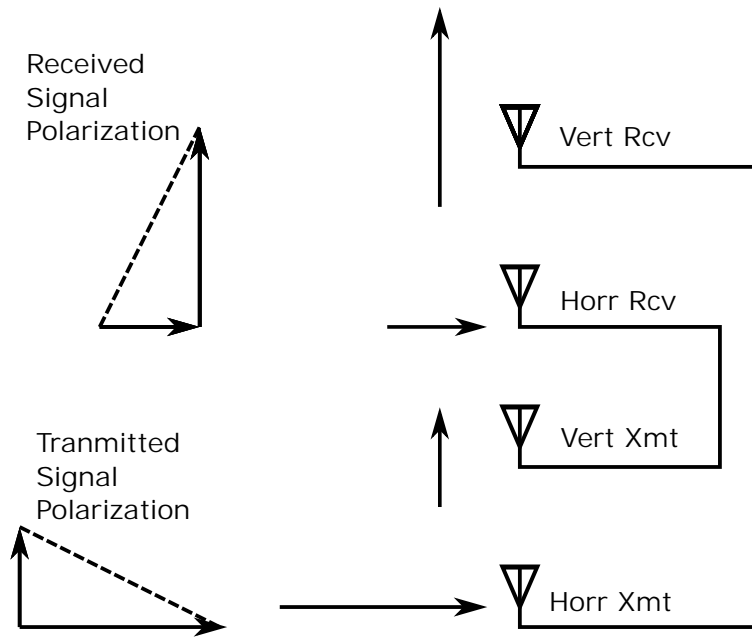 Received
Signal
Polarization
Vert Rcv
Horr Rcv
Vert Xmt
Tranmitted
Signal
Polarization
Horr Xmt